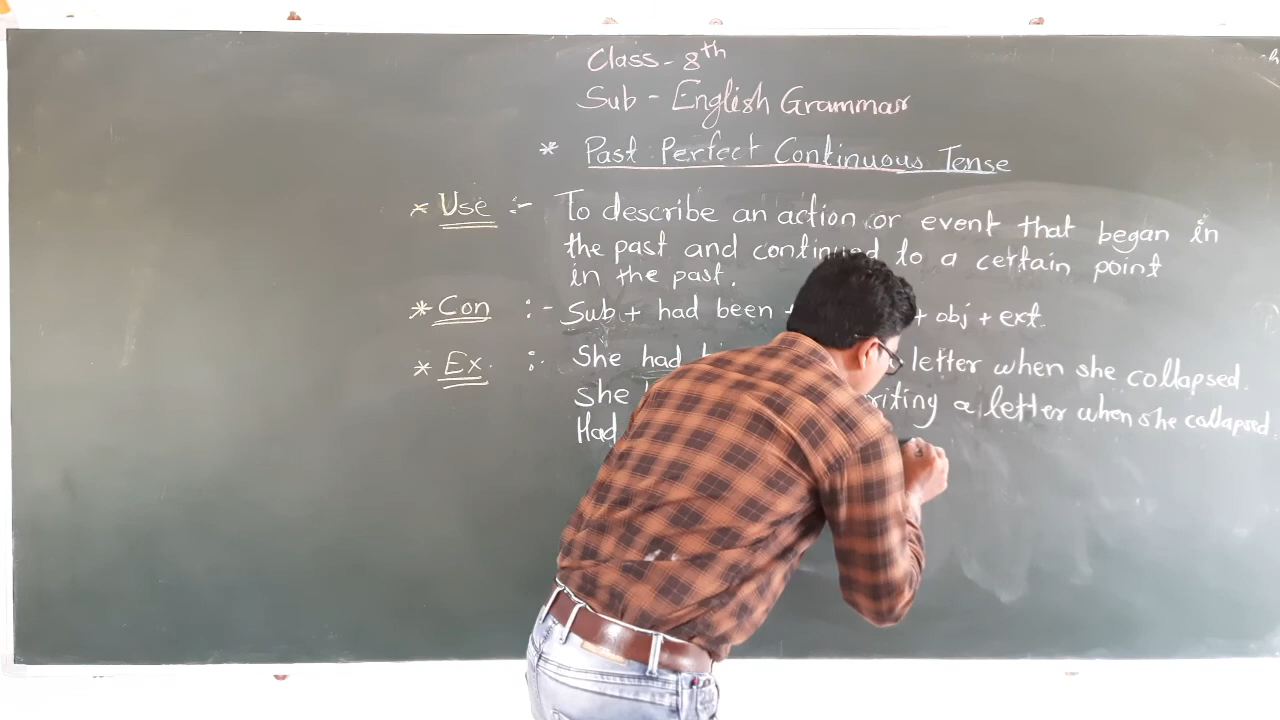 Class - 8th
Sub - English Grammar
* Past Perfect Continuous Tense
* Use :- To describe an action or event that began in
the past and continued to a certain point
in the past.
* Con :- Sub + had been + obj + ext.
* Ex. :- She had letter when she collapsed.
She writing a letter when she collapsed.
Had